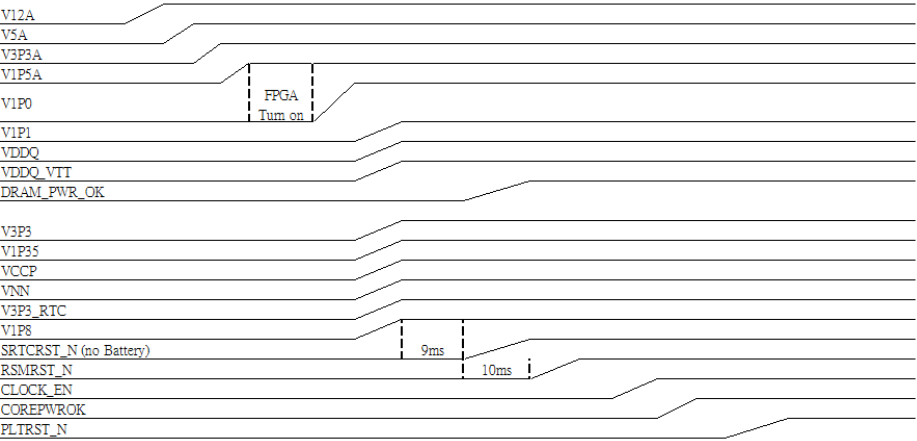 V12A
V5A
V3P3A
V1P5A
FPGA
V1P0
Turn on
V1P1
VDDQ
VDDQ_VTT
DRAM_PWR_OK
V3P3
V1P35
VCCP
VNN
V3P3_RTC
V1P8
SRTCRST_N (no Battery)
9ms
RSMRST_N
10ms
CLOCK_EN
COREPWROK
PLTRST_N